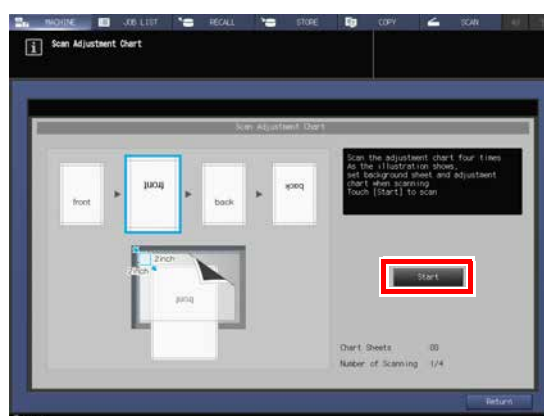 MACHINE JOB LIST RECALL STORE COPY SCAN
Scan Adjustment Chart
Scan Adjustment Chart
front front back back
Scan the adjustment chart four times
As the illustration shows,
set background sheet and adjustment
chart when scanning
Touch [Start] to scan
2inch
2inch
front
Start
Chart Sheets 00
Number of Scanning 1/4
Return